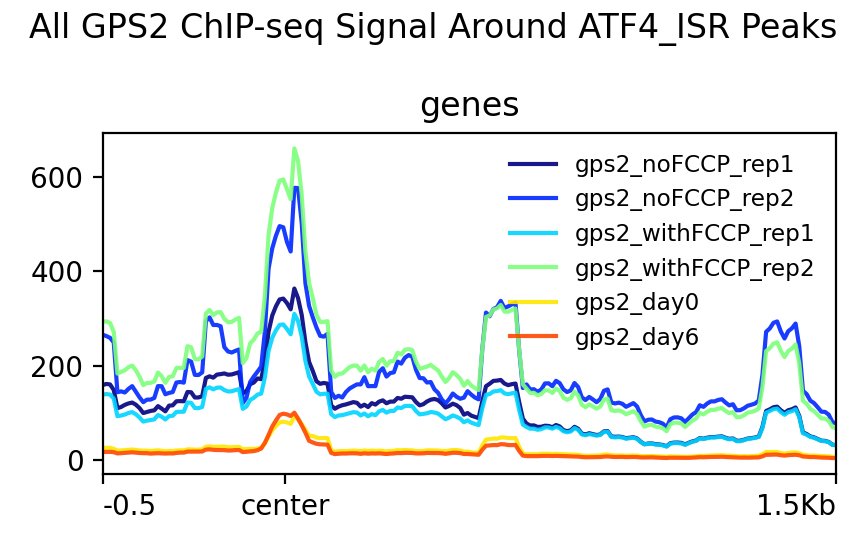 All GPS2 ChIP-seq Signal Around ATF4_ISR Peaks
genes
600
400
200
0
gps2_noFCCP_rep1
gps2_noFCCP_rep2
gps2_withFCCP_rep1
gps2_withFCCP_rep2
gps2_day0
gps2_day6
-0.5 center 1.5Kb